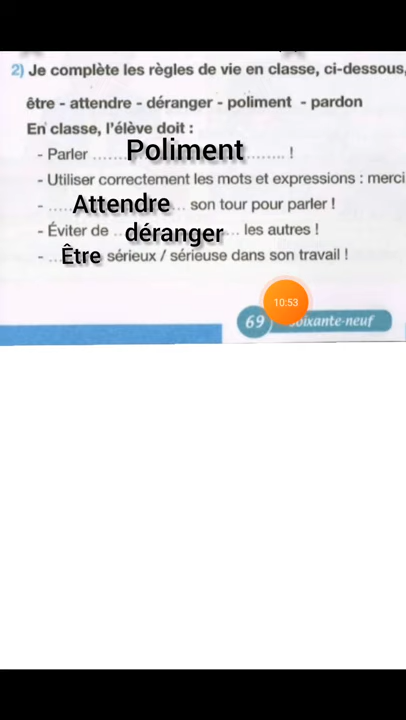 2) Je complète les règles de vie en classe, ci-dessous,
être - attendre - déranger - poliment - pardon
En classe, l'élève doit :
- Parler ....... Poliment ........ !
- Utiliser correctement les mots et expressions : merci
- ..... Attendre ... son tour pour parler !
- Éviter de .. déranger ... les autres !
- .. Être sérieux / sérieuse dans son travail !
10:53
69 soixante-neuf